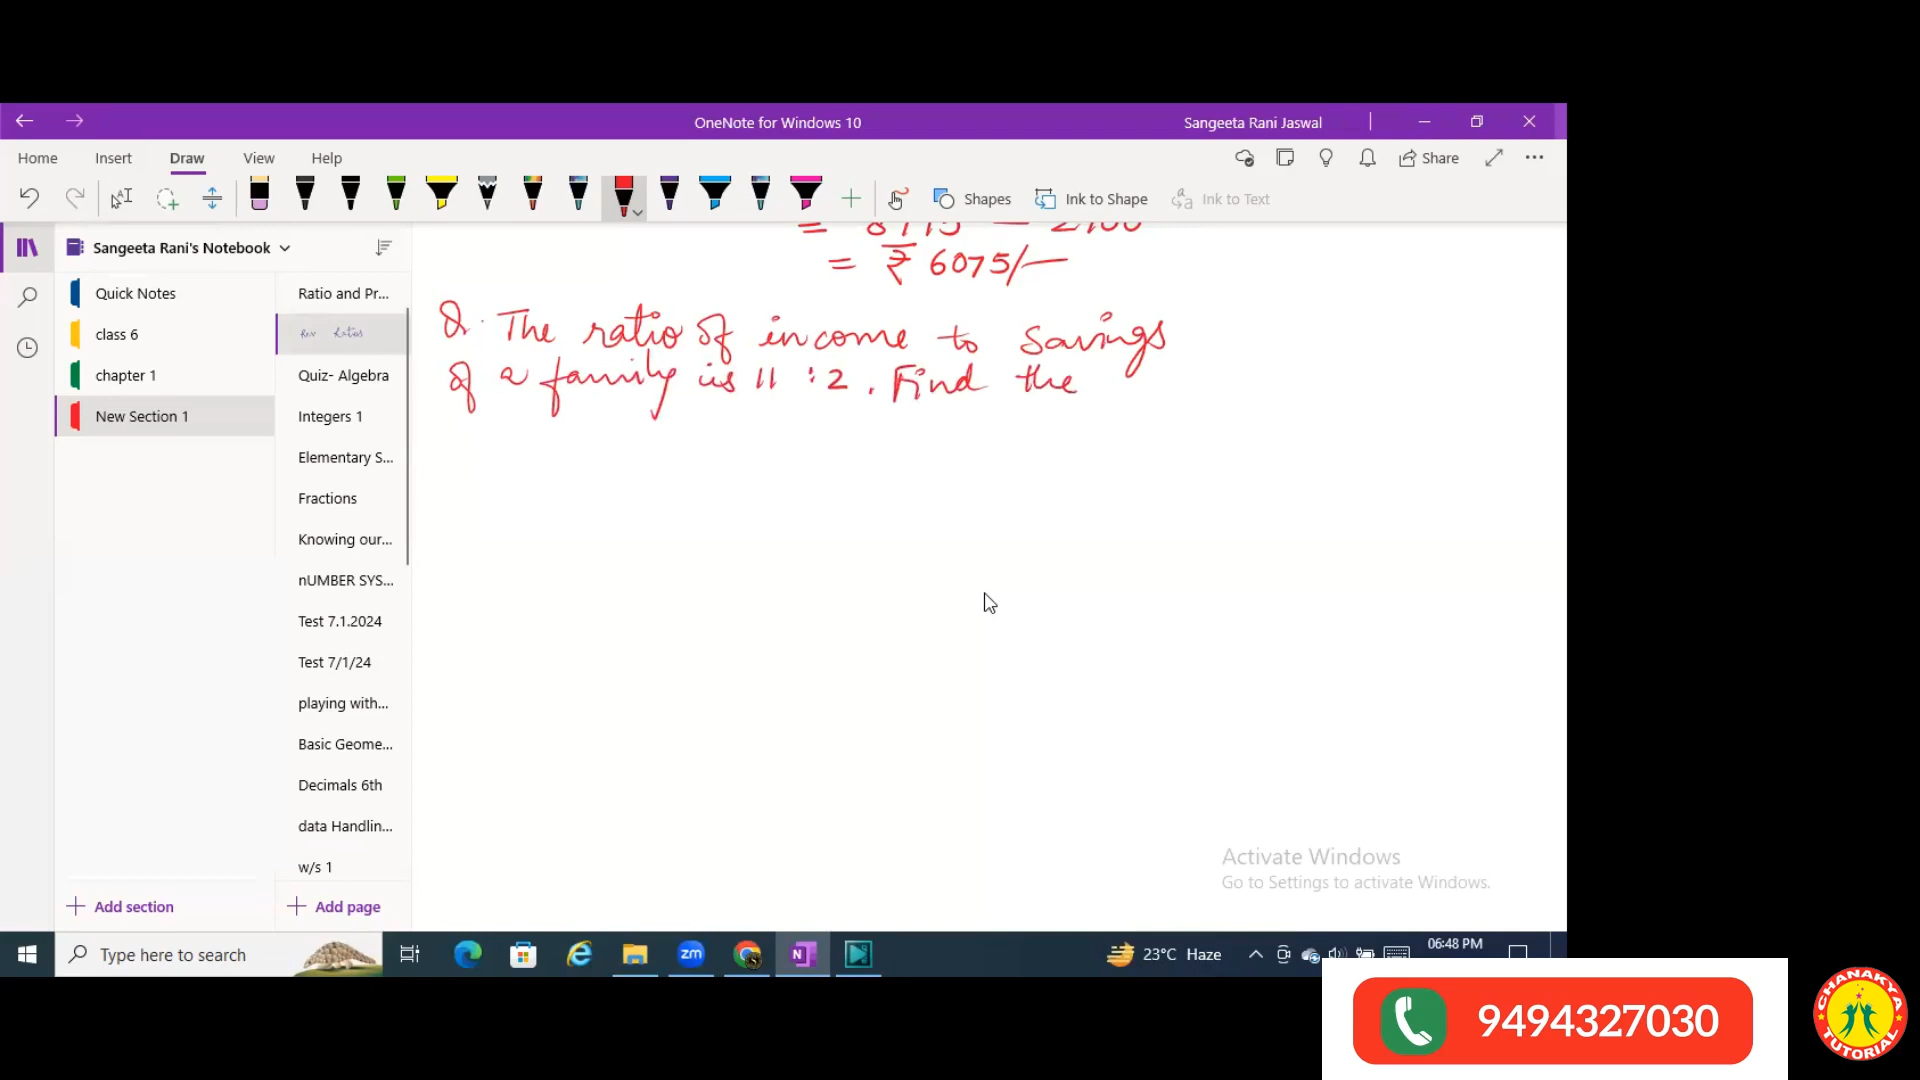 OneNote for Windows 10
Sangeeta Rani Jaswal
Home Insert Draw View Help
Share
Shapes Ink to Shape Ink to Text
Sangeeta Rani's Notebook
Quick Notes
class 6
chapter 1
New Section 1
Add section
Ratio and Pr...
Rev Ratios
Quiz- Algebra
Integers 1
Elementary S...
Fractions
Knowing our...
nUMBER SYS...
Test 7.1.2024
Test 7/1/24
playing with...
Basic Geome...
Decimals 6th
data Handlin...
w/s 1
Add page
= ₹ 6075/—
Q. The ratio of income to savings
of a family is 11 : 2 . Find the
Activate Windows
Go to Settings to activate Windows.
Type here to search
zm
N
23°C Haze
06:48 PM
9494327030
CHANAKYA
TUTORIAL